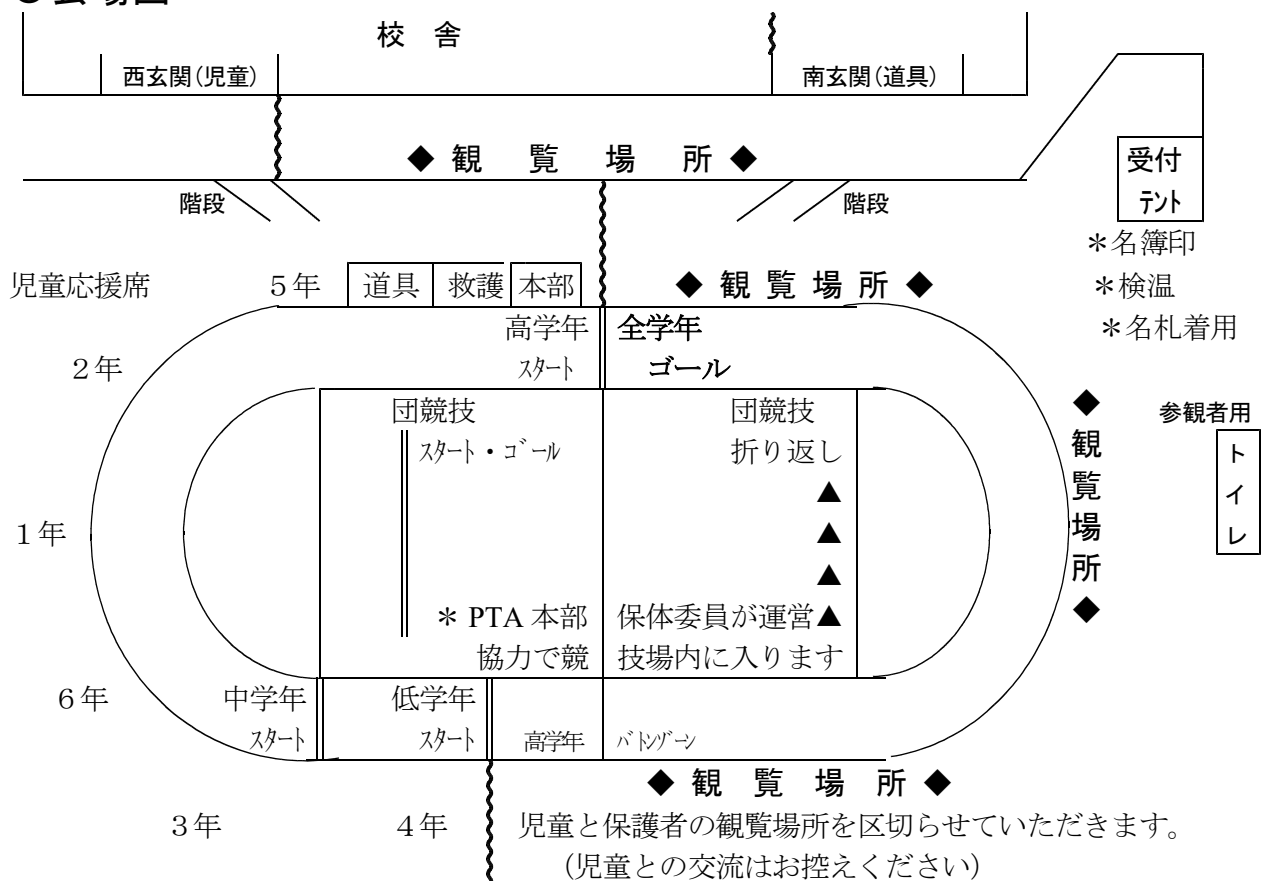 校 舎
西玄関(児童)
南玄関(道具)
◆ 観 覧 場 所 ◆
受付
テント
階段
階段
＊名簿印
＊検温
＊名札着用
児童応援席
５年
道具
救護
本部
◆ 観 覧 場 所 ◆
高学年
スタート
全学年
ゴール
２年
団競技
スタート・ゴール
団競技
折り返し
▲
▲
▲
▲
◆観覧場所◆
参観者用
トイレ
１年
＊ PTA 本部 保体委員が運営
協力で競 技場内に入ります
６年
中学年
スタート
低学年
スタート
高学年 バトンゾーン
◆ 観 覧 場 所 ◆
３年
４年
児童と保護者の観覧場所を区切らせていただきます。
(児童との交流はお控えください)